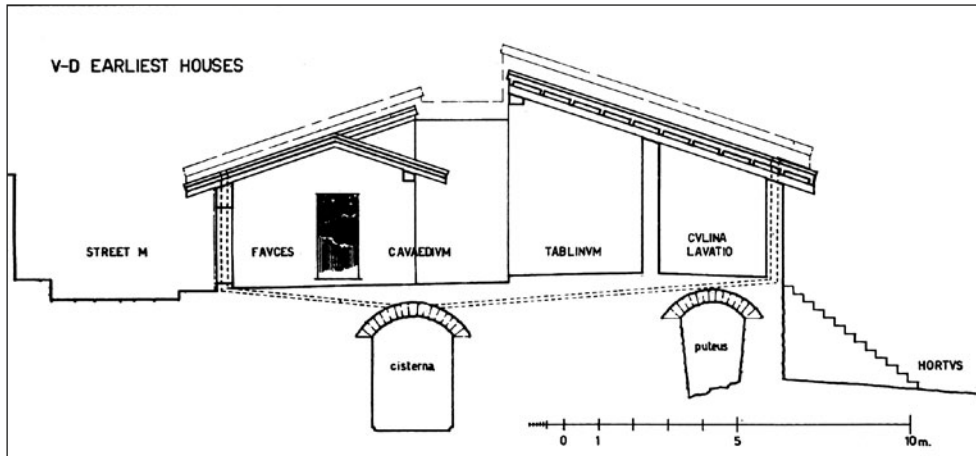 V-D EARLIEST HOUSES
STREET M
FAVCES
CAVAEDIVM
TABLINVM
CVLINA
LAVATIO
cisterna
puteus
HORTVS
0 1 5 10 m.